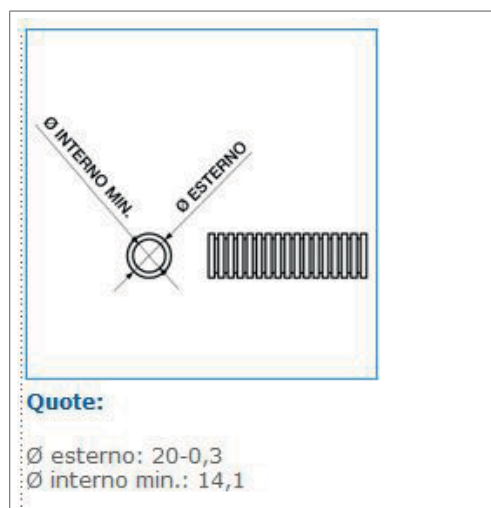 Ø INTERNO MIN.
Ø ESTERNO
Quote:
Ø esterno: 20-0,3
Ø interno min.: 14,1